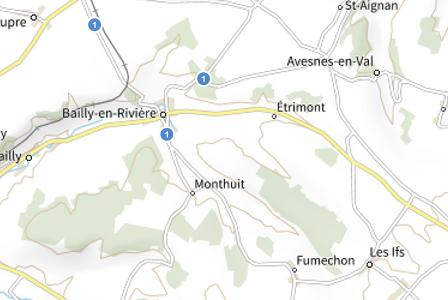 St-Aignan
upre
1
Avesnes-en-Val
1
Étrimont
Bailly-en-Rivière
1
y
ailly
Monthuit
Les Ifs
Fumechon